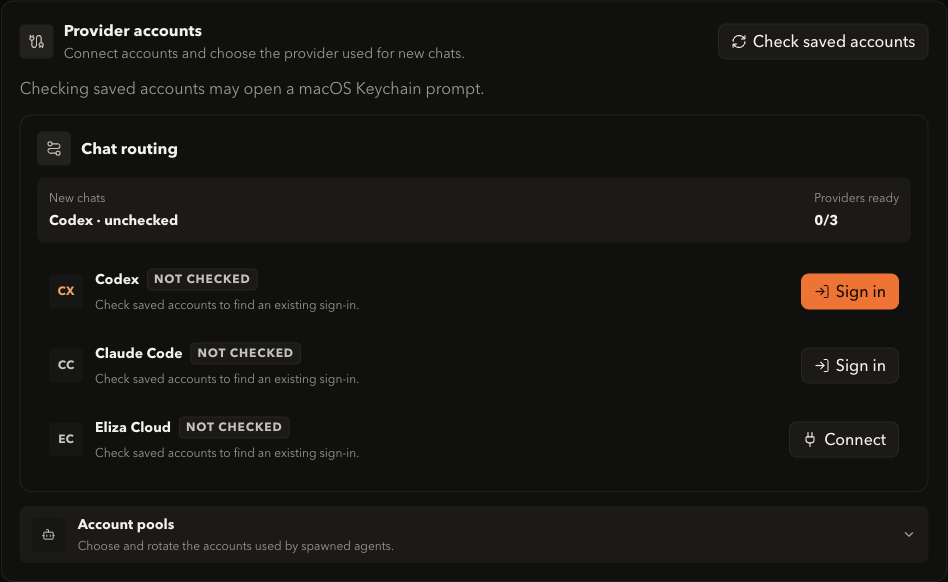 Provider accounts
Connect accounts and choose the provider used for new chats.
Check saved accounts
Checking saved accounts may open a macOS Keychain prompt.
Chat routing
New chats
Codex · unchecked
Providers ready
0/3
CX
Codex NOT CHECKED
Check saved accounts to find an existing sign-in.
Sign in
CC
Claude Code NOT CHECKED
Check saved accounts to find an existing sign-in.
Sign in
EC
Eliza Cloud NOT CHECKED
Check saved accounts to find an existing sign-in.
Connect
Account pools
Choose and rotate the accounts used by spawned agents.